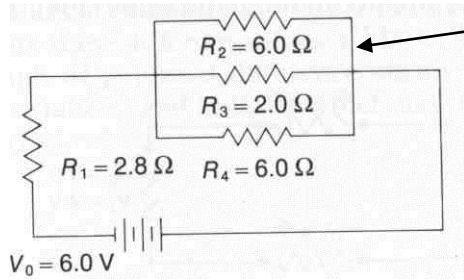 R₂ = 6.0 Ω
R₃ = 2.0 Ω
R₁ = 2.8 Ω
R₄ = 6.0 Ω
V₀ = 6.0 V